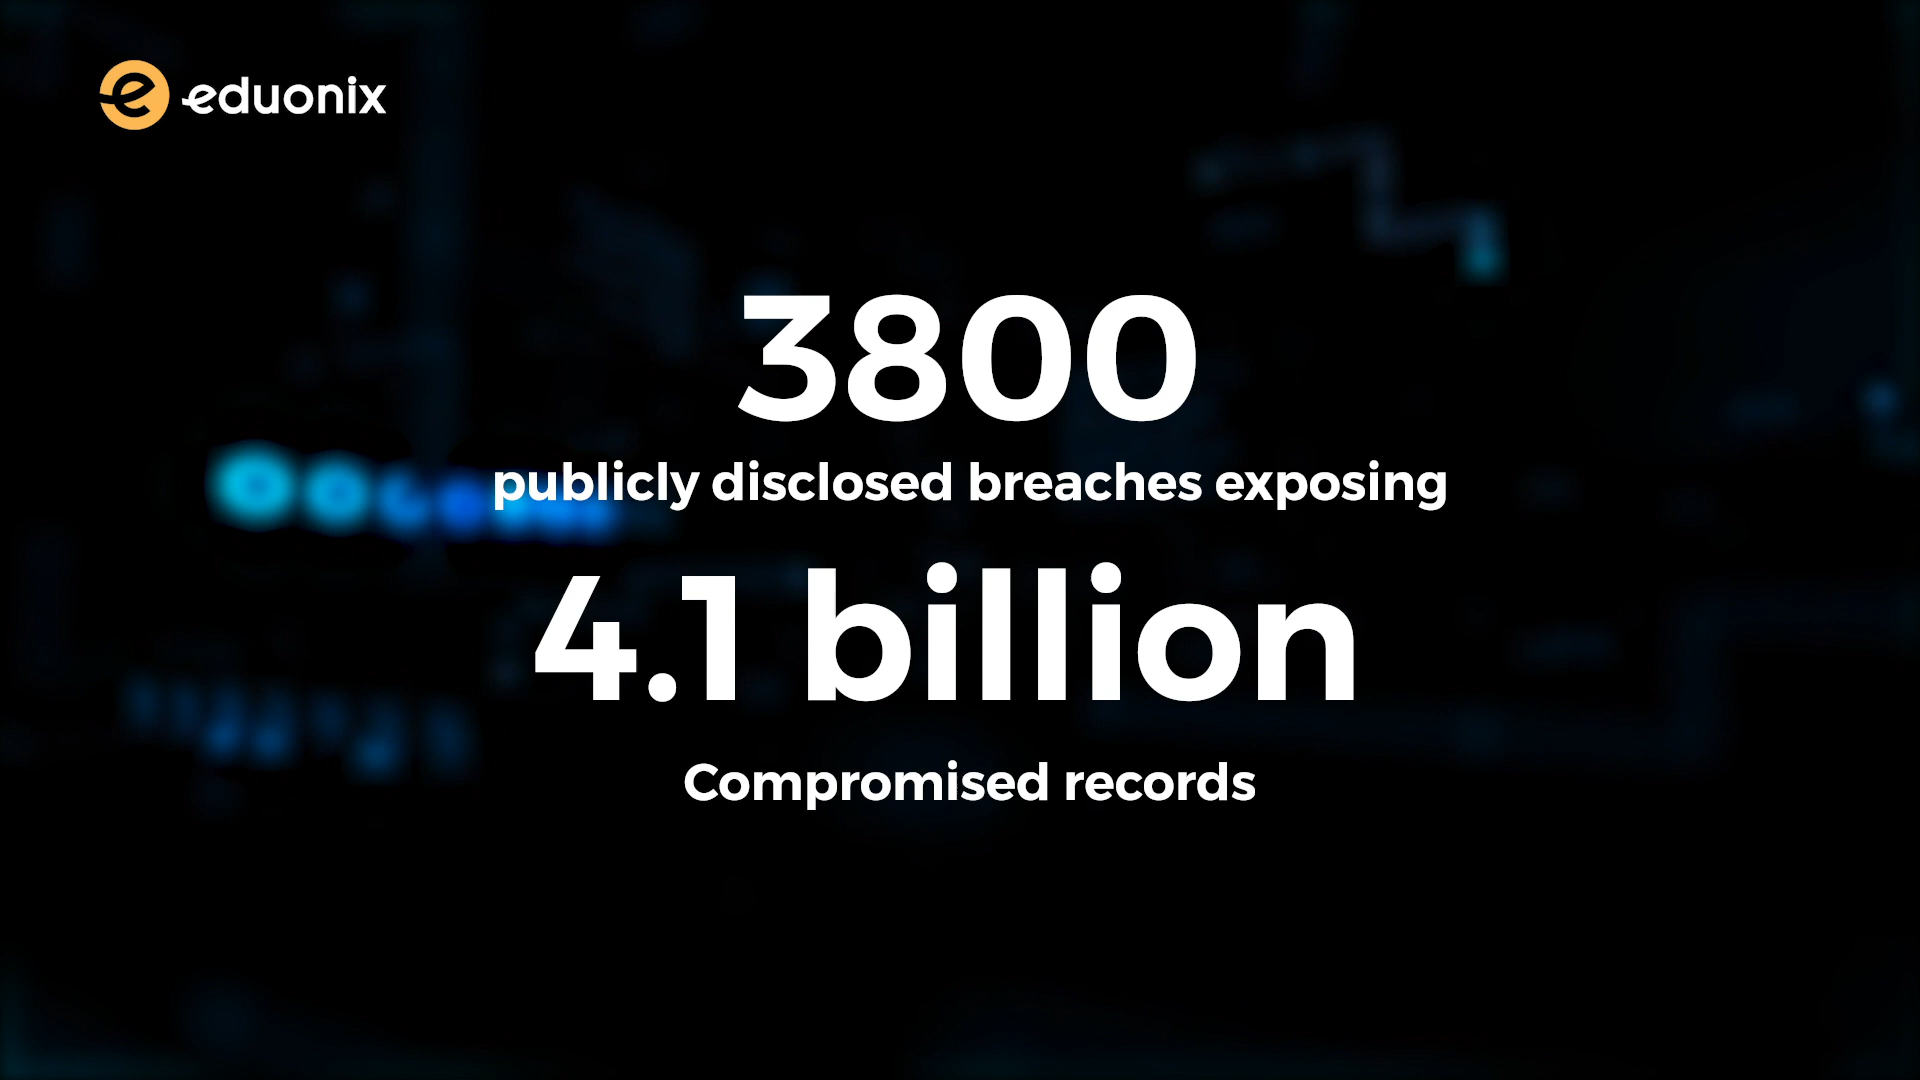 eduonix
3800
publicly disclosed breaches exposing
4.1 billion
Compromised records